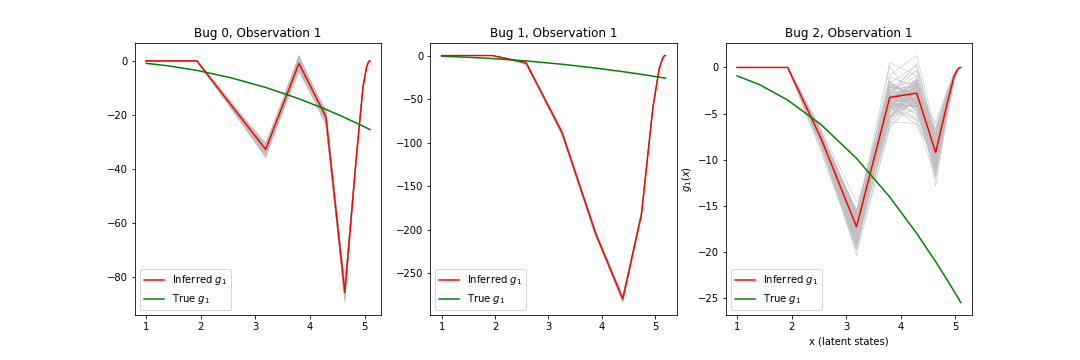 Bug 0, Observation 1
0
−20
−40
−60
−80
1 2 3 4 5
Inferred g₁
True g₁
Bug 1, Observation 1
0
−50
−100
−150
−200
−250
1 2 3 4 5
Inferred g₁
True g₁
Bug 2, Observation 1
g₁(x)
0
−5
−10
−15
−20
−25
1 2 3 4 5
x (latent states)
Inferred g₁
True g₁